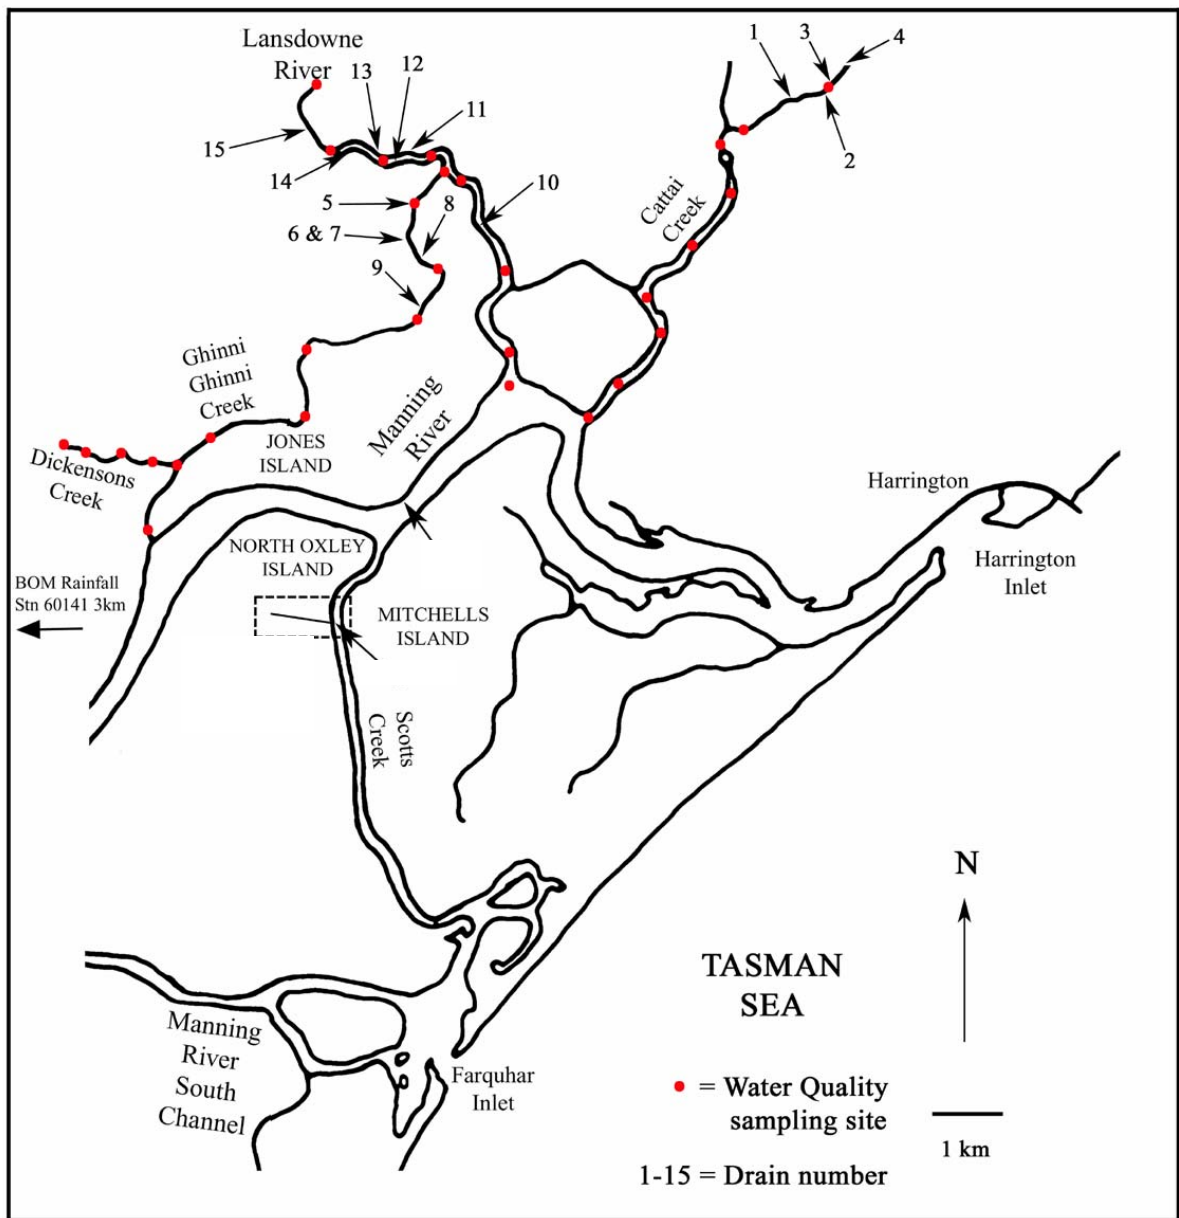 Lansdowne
River
1
3
4
2
13
12
11
15
14
10
5
8
6 & 7
9
Cattai
Creek
Ghinni
Ghinni
Creek
Manning
River
JONES
ISLAND
Dickensons
Creek
Harrington
Harrington
Inlet
NORTH OXLEY
ISLAND
BOM Rainfall
Stn 60141 3km
MITCHELLS
ISLAND
Scotts
Creek
N
TASMAN
SEA
Manning
River
South
Channel
Farquhar
Inlet
= Water Quality
sampling site
1 km
1-15 = Drain number